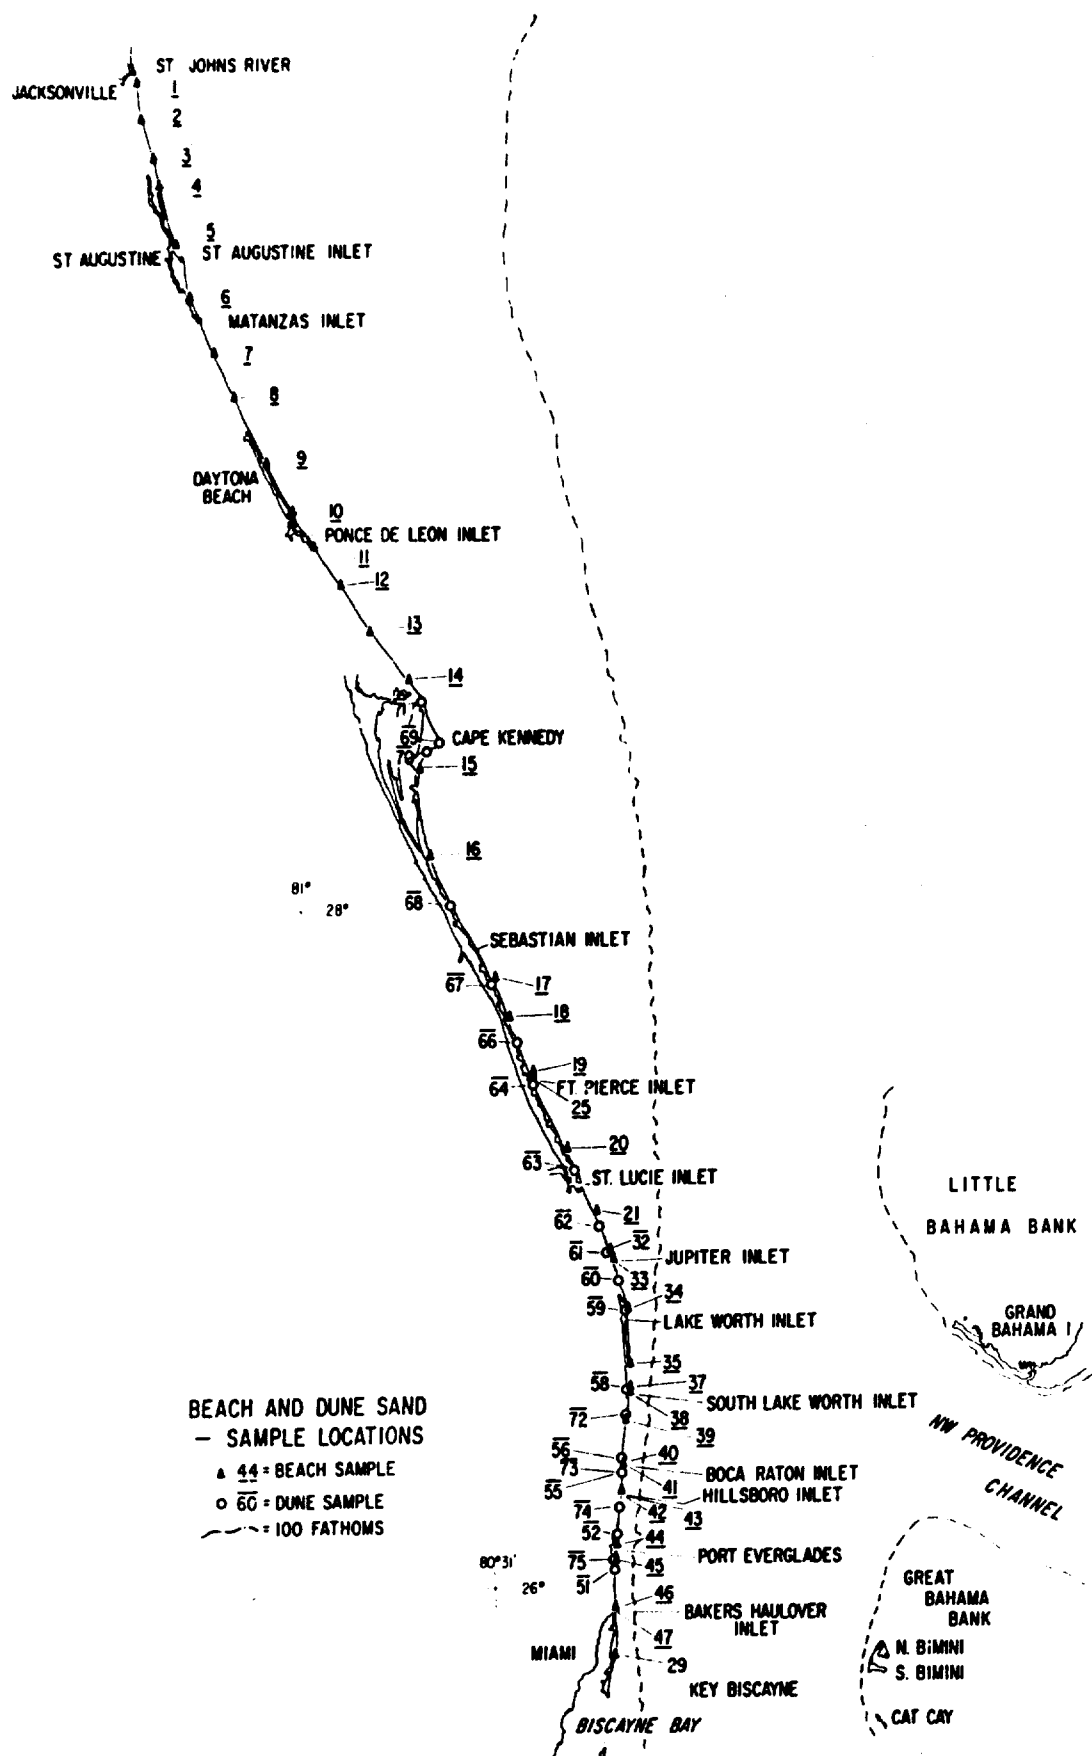 ST JOHNS RIVER
JACKSONVILLE
1
2
3
4
5
ST AUGUSTINE INLET
ST AUGUSTINE
6
MATANZAS INLET
7
8
9
DAYTONA
BEACH
10
PONCE DE LEON INLET
11
12
13
14
71
69
CAPE KENNEDY
70
15
16
81°
28°
68
SEBASTIAN INLET
67
17
18
66
19
64
FT. PIERCE INLET
25
20
63
ST. LUCIE INLET
LITTLE
BAHAMA BANK
21
62
32
61
JUPITER INLET
60
33
34
59
LAKE WORTH INLET
GRAND
BAHAMA I
35
58
37
SOUTH LAKE WORTH INLET
38
72
39
NW PROVIDENCE
CHANNEL
BEACH AND DUNE SAND
– SAMPLE LOCATIONS
44 = BEACH SAMPLE
60 = DUNE SAMPLE
= 100 FATHOMS
56
40
73
BOCA RATON INLET
55
41
HILLSBORO INLET
74
42
43
52
44
PORT EVERGLADES
75
45
51
80°31'
26°
GREAT
BAHAMA
BANK
46
BAKERS HAULOVER
INLET
47
MIAMI
29
N. BIMINI
S. BIMINI
KEY BISCAYNE
CAT CAY
BISCAYNE BAY